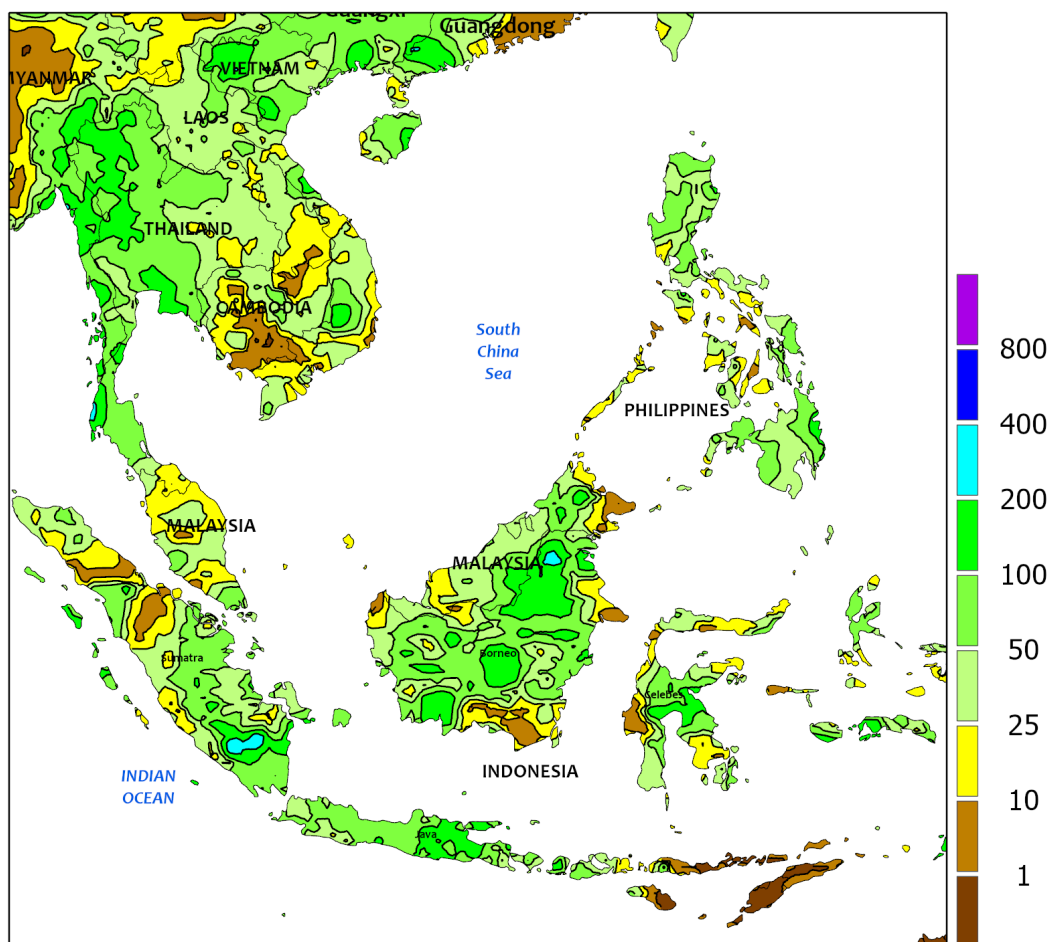 Guangxi
Guangdong
MYANMAR
VIETNAM
LAOS
THAILAND
CAMBODIA
South
China
Sea
800
400
PHILIPPINES
200
MALAYSIA
MALAYSIA
100
50
Sumatra
Borneo
Celebes
25
INDIAN
OCEAN
INDONESIA
10
Java
1